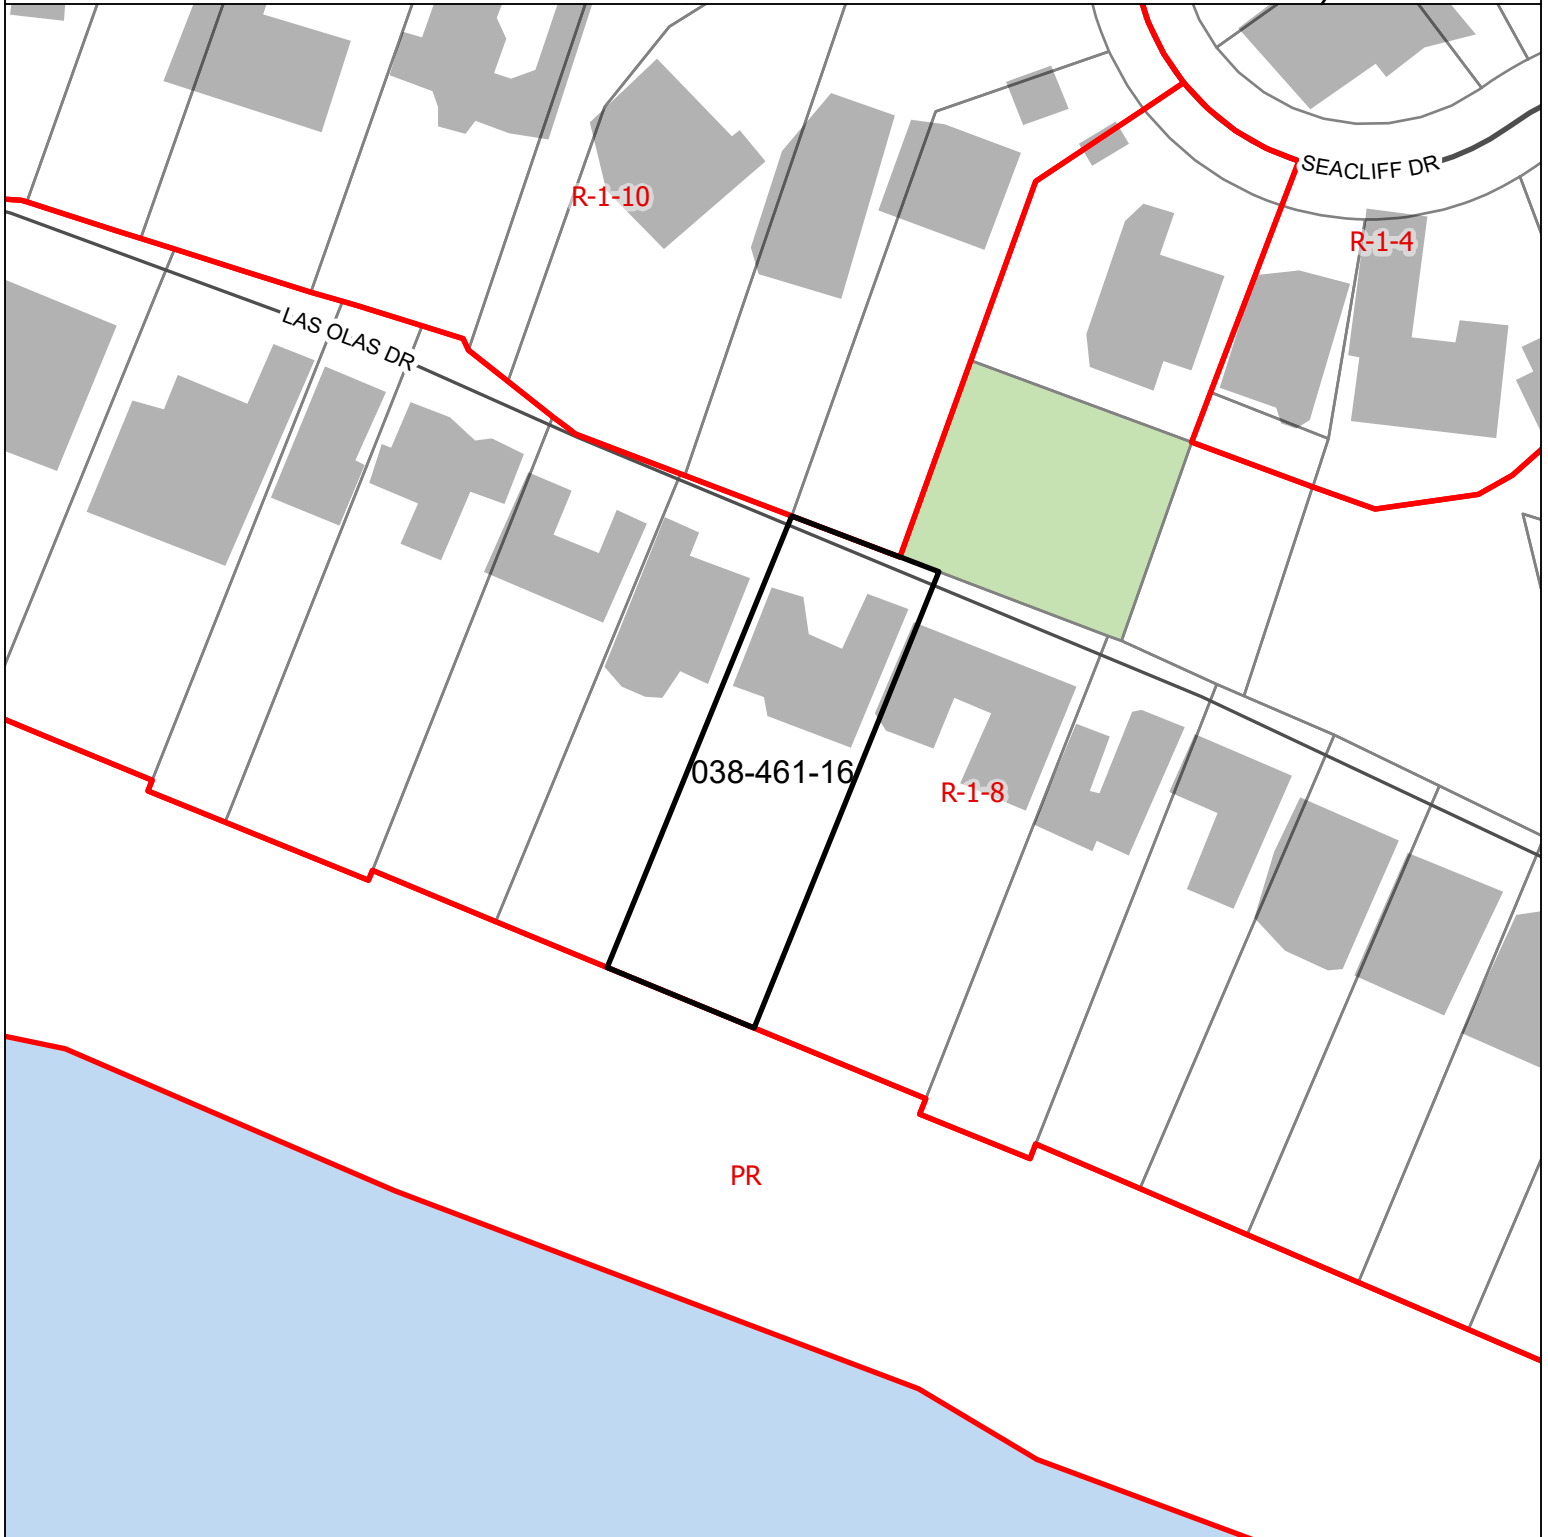 SEACLIFF DR
R-1-10
R-1-4
LAS OLAS DR
038-461-16
R-1-8
PR